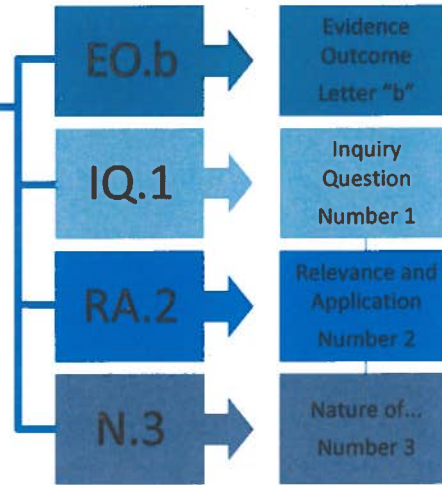 EO.b
Evidence
Outcome
Letter "b"
IQ.1
Inquiry
Question
Number 1
RA.2
Relevance and
Application
Number 2
N.3
Nature of...
Number 3